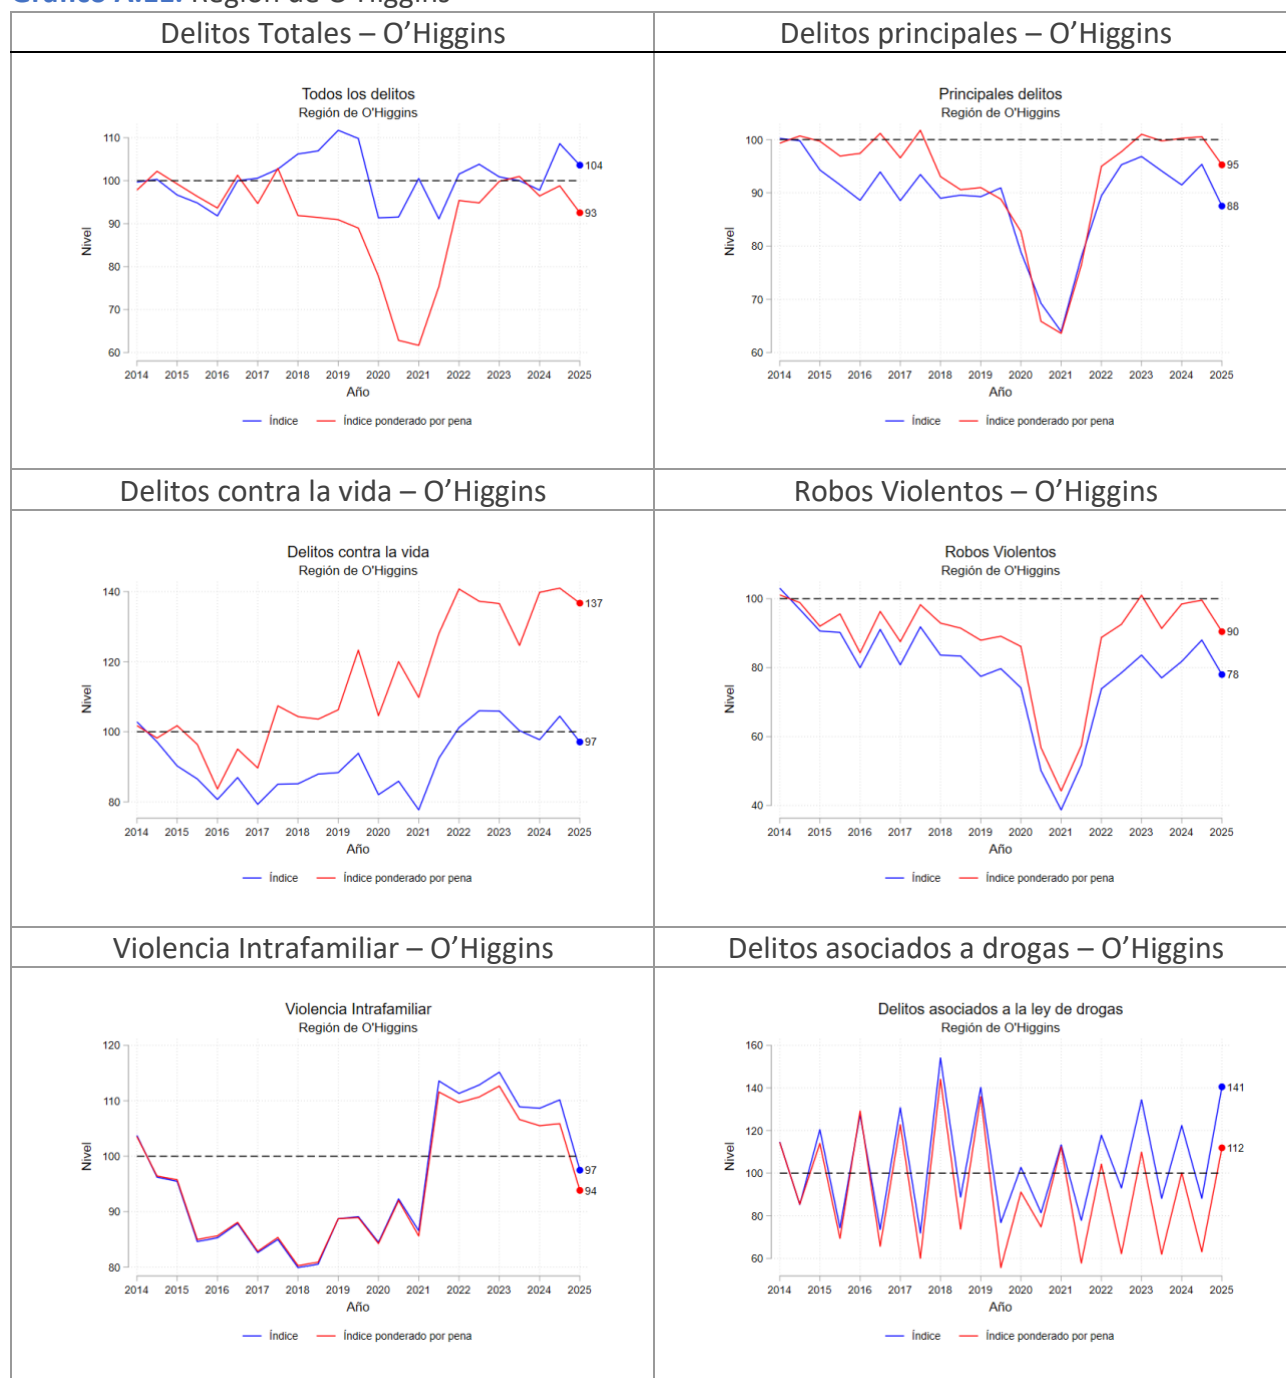 Gráfico A.11. Región de O'Higgins
Delitos Totales – O’Higgins
Delitos principales – O’Higgins
Todos los delitos
Región de O'Higgins
110
100
90
80
70
60
Nivel
104
93
2014 2015 2016 2017 2018 2019 2020 2021 2022 2023 2024 2025
Año
Índice Índice ponderado por pena
Principales delitos
Región de O'Higgins
100
90
80
70
60
Nivel
95
88
2014 2015 2016 2017 2018 2019 2020 2021 2022 2023 2024 2025
Año
Índice Índice ponderado por pena
Delitos contra la vida – O’Higgins
Robos Violentos – O’Higgins
Delitos contra la vida
Región de O'Higgins
140
120
100
80
Nivel
137
97
2014 2015 2016 2017 2018 2019 2020 2021 2022 2023 2024 2025
Año
Índice Índice ponderado por pena
Robos Violentos
Región de O'Higgins
100
80
60
40
Nivel
90
78
2014 2015 2016 2017 2018 2019 2020 2021 2022 2023 2024 2025
Año
Índice Índice ponderado por pena
Violencia Intrafamiliar – O’Higgins
Delitos asociados a drogas – O’Higgins
Violencia Intrafamiliar
Región de O'Higgins
120
110
100
90
80
Nivel
97
94
2014 2015 2016 2017 2018 2019 2020 2021 2022 2023 2024 2025
Año
Índice Índice ponderado por pena
Delitos asociados a la ley de drogas
Región de O'Higgins
160
140
120
100
80
60
Nivel
141
112
2014 2015 2016 2017 2018 2019 2020 2021 2022 2023 2024 2025
Año
Índice Índice ponderado por pena